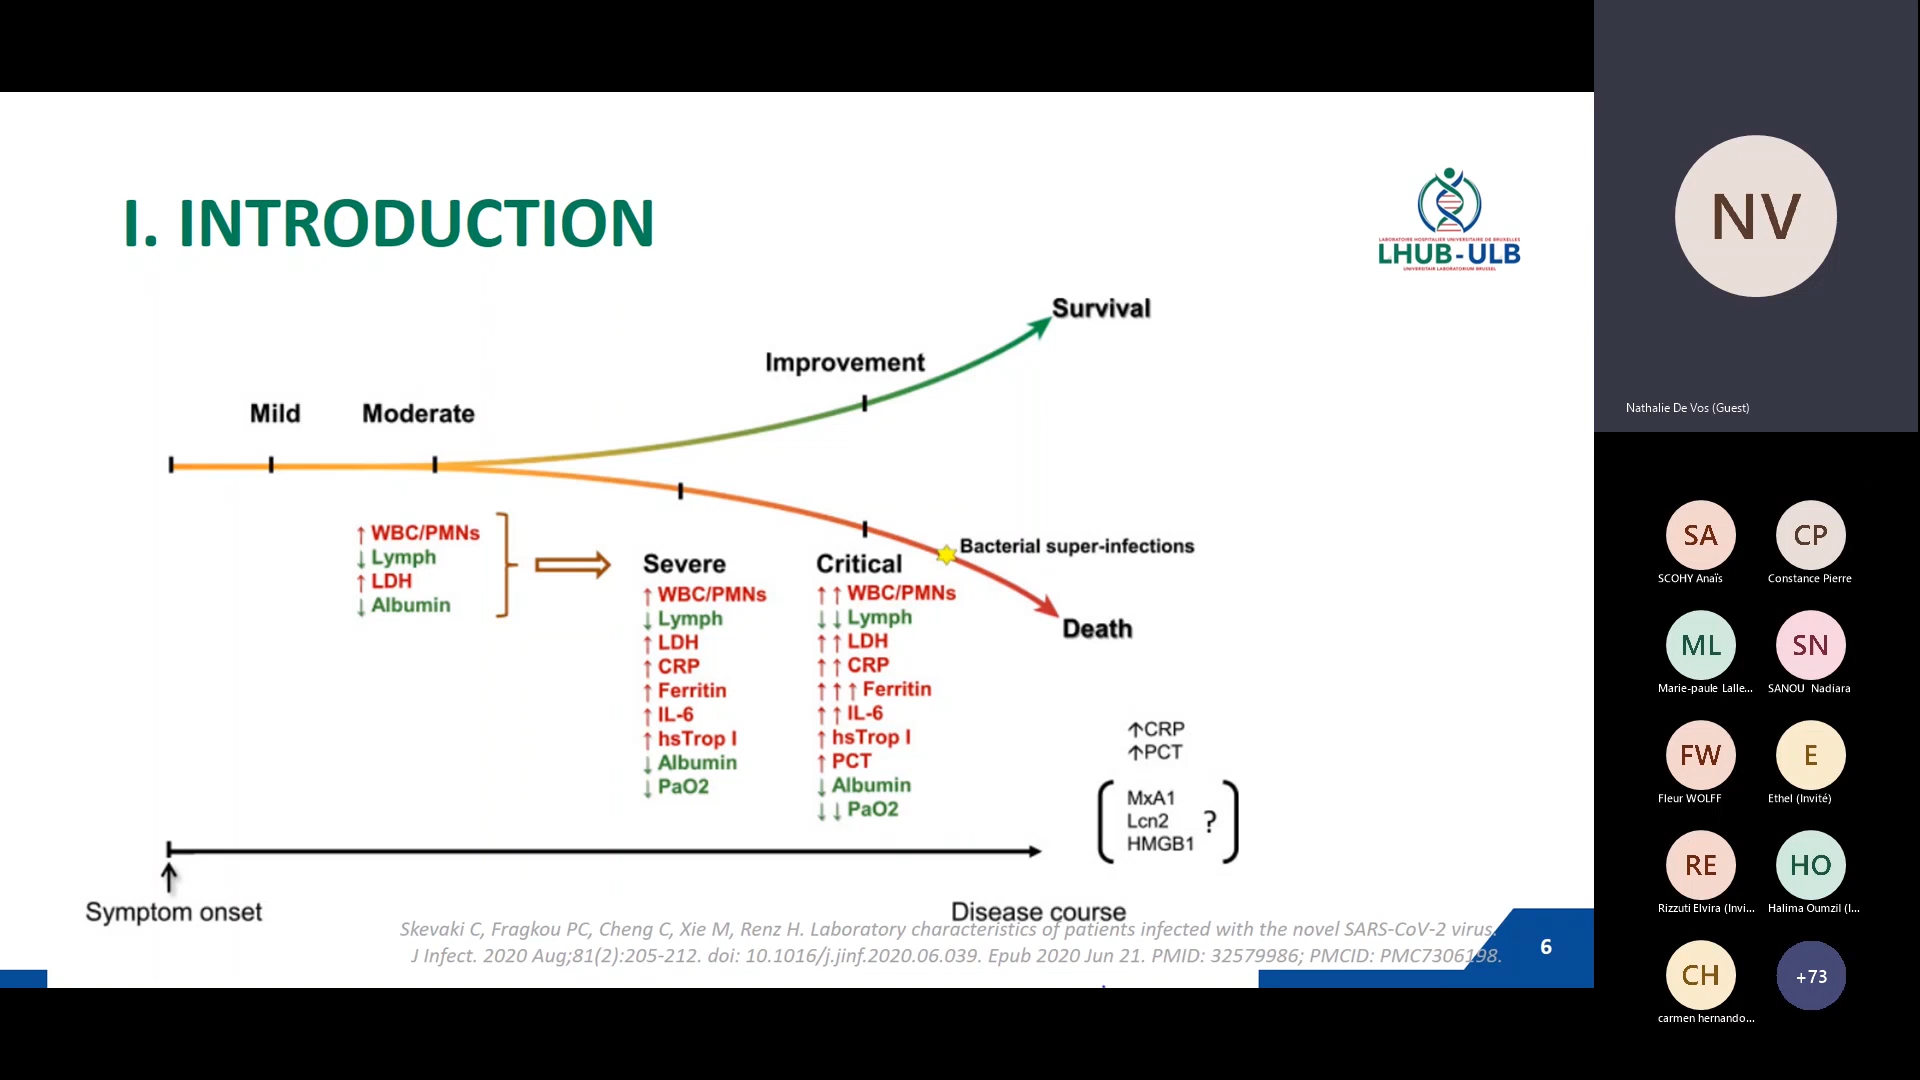 I. INTRODUCTION
LABORATOIRE HOSPITALIER UNIVERSITAIRE DE BRUXELLES
LHUB-ULB
UNIVERSITAIR LABORATORIUM BRUSSEL
Survival
Improvement
Mild
Moderate
↑ WBC/PMNs
↓ Lymph
↑ LDH
↓ Albumin
Bacterial super-infections
Death
Severe
↑ WBC/PMNs
↓ Lymph
↑ LDH
↑ CRP
↑ Ferritin
↑ IL-6
↑ hsTrop I
↓ Albumin
↓ PaO2
Critical
↑ ↑ WBC/PMNs
↓ ↓ Lymph
↑ ↑ LDH
↑ ↑ CRP
↑ ↑ ↑ Ferritin
↑ ↑ IL-6
↑ hsTrop I
↑ PCT
↓ Albumin
↓ ↓ PaO2
↑CRP
↑PCT
MxA1
Lcn2
HMGB1
?
Symptom onset
Disease course
Skevaki C, Fragkou PC, Cheng C, Xie M, Renz H. Laboratory characteristics of patients infected with the novel SARS-CoV-2 virus.
J Infect. 2020 Aug;81(2):205-212. doi: 10.1016/j.jinf.2020.06.039. Epub 2020 Jun 21. PMID: 32579986; PMCID: PMC7306198.
6
NV
Nathalie De Vos (Guest)
SA
SCOHY Anaïs
CP
Constance Pierre
ML
Marie-paule Lalle...
SN
SANOU Nadiara
FW
Fleur WOLFF
E
Ethel (Invité)
RE
Rizzuti Elvira (Invi...
HO
Halima Oumzil (I...
CH
carmen hernando...
+73